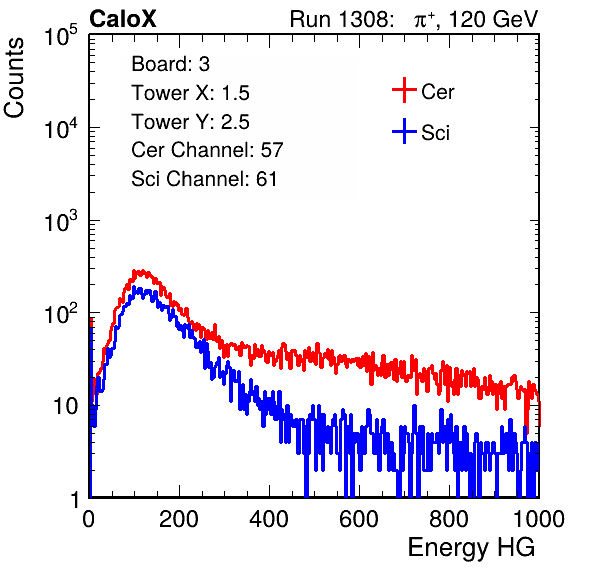 CaloX Run 1308: π⁺, 120 GeV
Counts
Board: 3
Tower X: 1.5
Tower Y: 2.5
Cer Channel: 57
Sci Channel: 61
Cer
Sci
10⁵
10⁴
10³
10²
10
1
0 200 400 600 800 1000
Energy HG